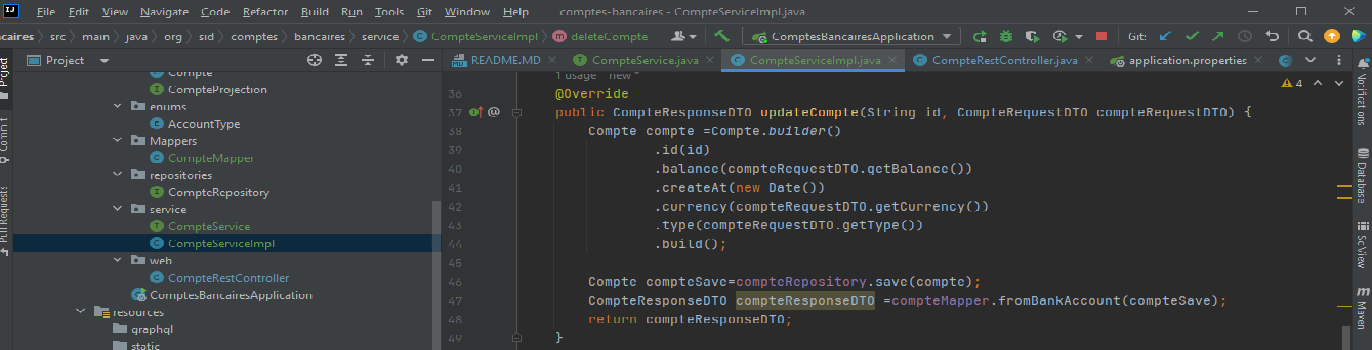 File Edit View Navigate Code Refactor Build Run Tools Git Window Help comptes-bancaires - CompteServiceImpl.java
caires src main java org sid comptes bancaires service CompteServiceImpl deleteCompte ComptesBancairesApplication Git:
Project README.MD CompteService.java CompteServiceImpl.java CompteRestController.java application.properties
Compte
CompteProjection
enums
AccountType
Mappers
CompteMapper
repositories
CompteRepository
service
CompteService
CompteServiceImpl
web
CompteRestController
ComptesBancairesApplication
resources
graphql
static
1 usage new *
4
36 @Override
37 public CompteResponseDTO updateCompte(String id, CompteRequestDTO compteRequestDTO) {
38 Compte compte =Compte.builder()
39 .id(id)
40 .balance(compteRequestDTO.getBalance())
41 .createAt(new Date())
42 .currency(compteRequestDTO.getCurrency())
43 .type(compteRequestDTO.getType())
44 .build();
45
46 Compte compteSave=compteRepository.save(compte);
47 CompteResponseDTO compteResponseDTO =compteMapper.fromBankAccount(compteSave);
48 return compteResponseDTO;
49 }
Project
Commit
Pull Requests
Notifications
Database
SciView
Maven